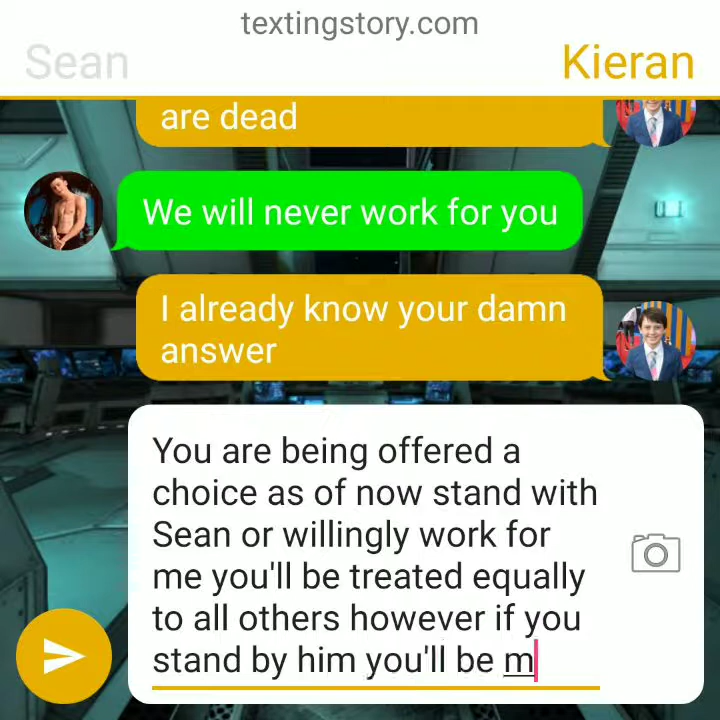 textingstory.com
Sean Kieran
are dead
We will never work for you
I already know your damn
answer
You are being offered a
choice as of now stand with
Sean or willingly work for
me you'll be treated equally
to all others however if you
stand by him you'll be m